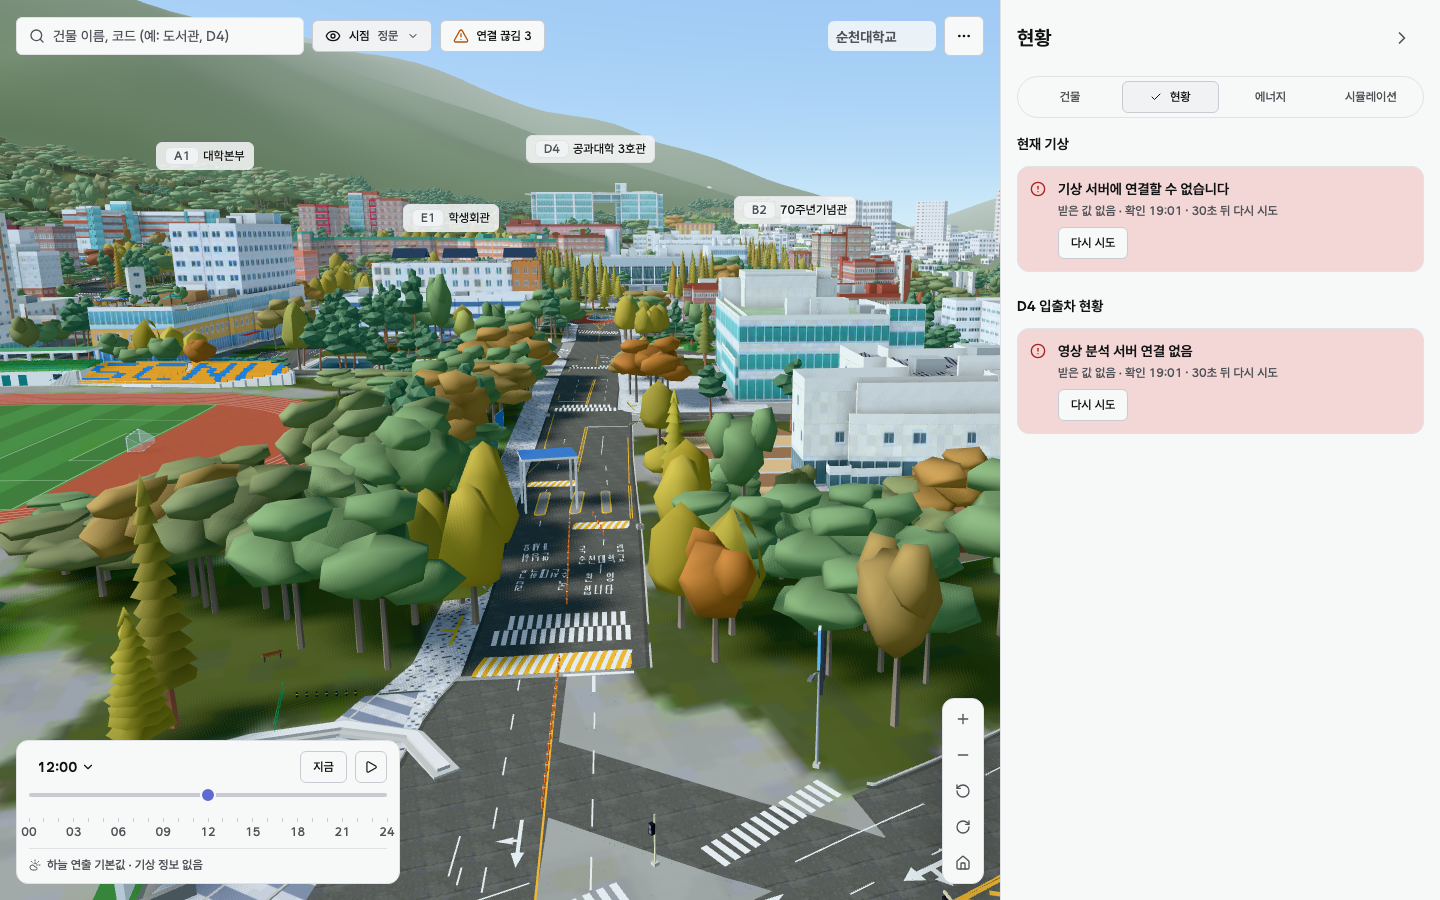 건물 이름, 코드 (예: 도서관, D4)
시점 정문
연결 끊김 3
순천대학교
A1 대학본부
D4 공과대학 3호관
E1 학생회관
B2 70주년기념관
SCNU
12:00
지금
00 03 06 09 12 15 18 21 24
하늘 연출 기본값 · 기상 정보 없음
현황
건물
현황
에너지
시뮬레이션
현재 기상
기상 서버에 연결할 수 없습니다
받은 값 없음 · 확인 19:01 · 30초 뒤 다시 시도
다시 시도
D4 입출차 현황
영상 분석 서버 연결 없음
받은 값 없음 · 확인 19:01 · 30초 뒤 다시 시도
다시 시도